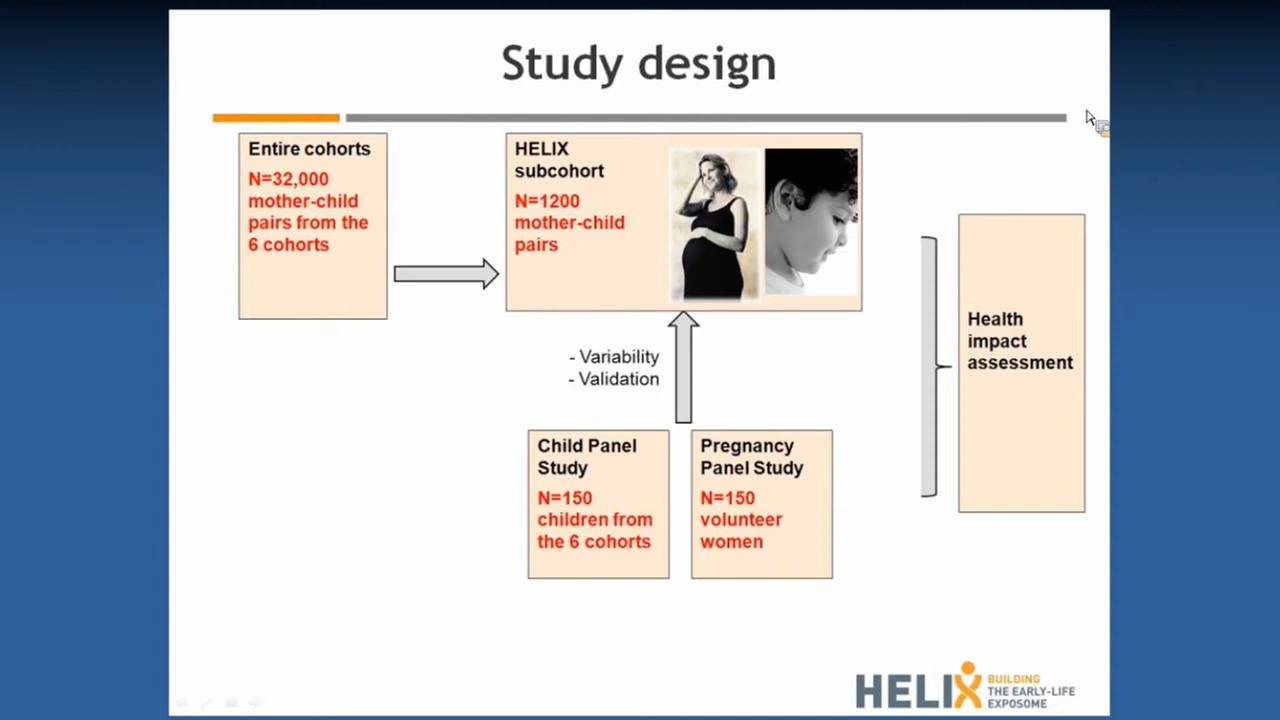 Study design
Entire cohorts
N=32,000
mother-child
pairs from the
6 cohorts
HELIX
subcohort
N=1200
mother-child
pairs
- Variability
- Validation
Child Panel
Study
N=150
children from
the 6 cohorts
Pregnancy
Panel Study
N=150
volunteer
women
Health
impact
assessment
HELIX
BUILDING
THE EARLY-LIFE
EXPOSOME